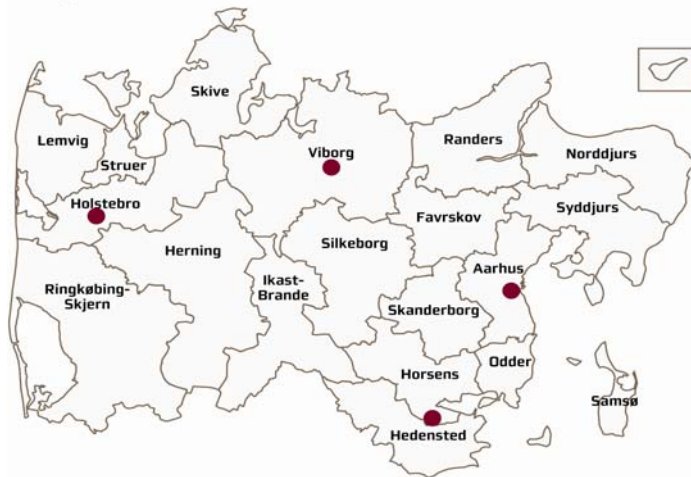 Skive
Lemvig
Struer
Viborg
Randers
Norddjurs
Holstebro
Favrskov
Syddjurs
Herning
Silkeborg
Ikast-
Brande
Aarhus
Ringkøbing-
Skjern
Skanderborg
Horsens
Odder
Samsø
Hedensted